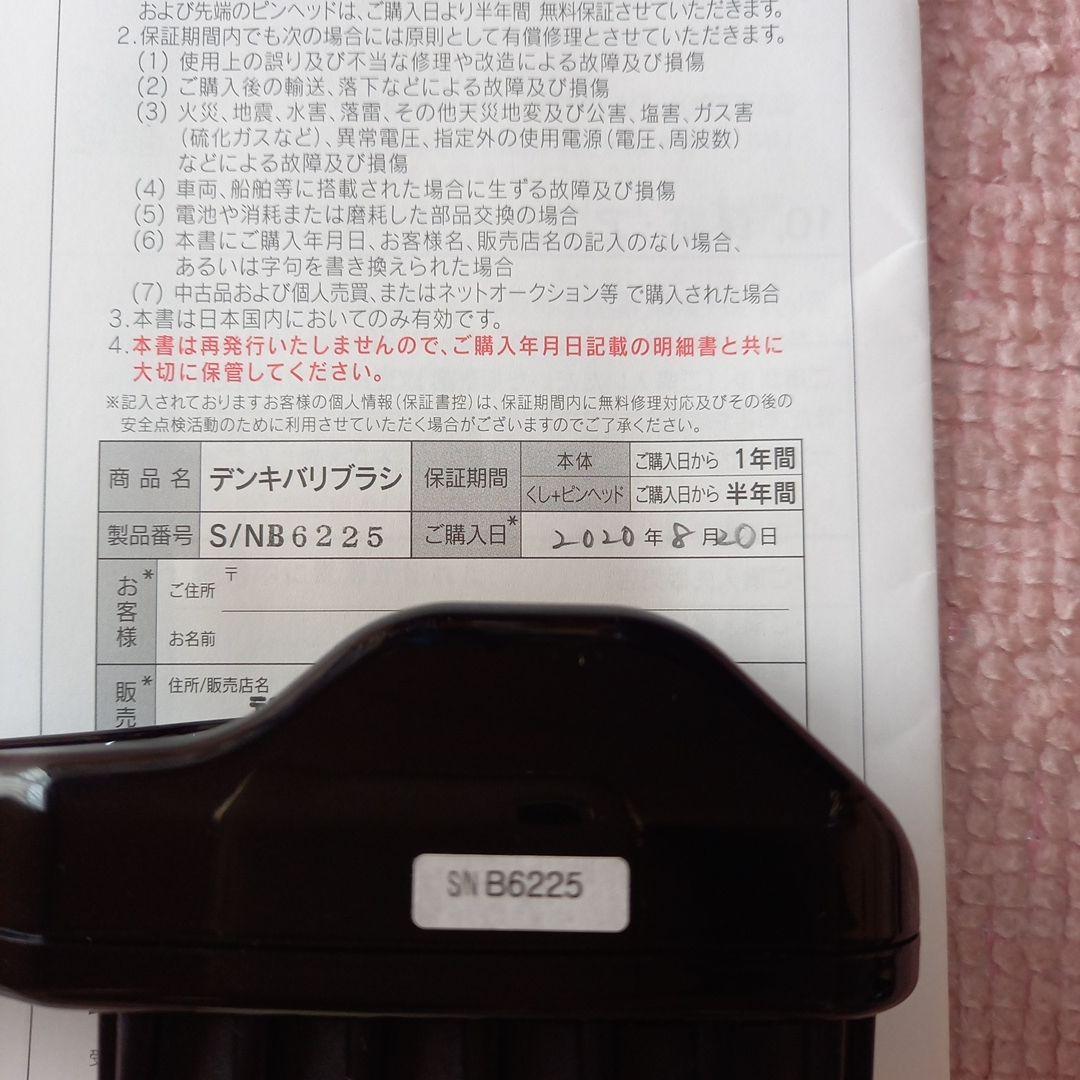 および先端のピンヘッドは、ご購入日より半年間 無料保証させていただきます。
2.保証期間内でも次の場合には原則として有償修理とさせていただきます。
(1) 使用上の誤り及び不当な修理や改造による故障及び損傷
(2) ご購入後の輸送、落下などによる故障及び損傷
(3) 火災、地震、水害、落雷、その他天災地変及び公害、塩害、ガス害
(硫化ガスなど)、異常電圧、指定外の使用電源(電圧、周波数)
などによる故障及び損傷
(4) 車両、船舶等に搭載された場合に生ずる故障及び損傷
(5) 電池や消耗または磨耗した部品交換の場合
(6) 本書にご購入年月日、お客様名、販売店名の記入のない場合、
あるいは字句を書き換えられた場合
(7) 中古品および個人売買、またはネットオークション等 で購入された場合
3.本書は日本国内においてのみ有効です。
4.本書は再発行いたしませんので、ご購入年月日記載の明細書と共に
大切に保管してください。
※記入されておりますお客様の個人情報(保証書控)は、保証期間内に無料修理対応及びその後の
安全点検活動のために利用させていただく場合がございますのでご了承ください。
商品名 デンキバリブラシ 保証期間 本体 ご購入日から 1年間
くし+ピンヘッド ご購入日から 半年間
製品番号 S/NB6225 ご購入日* 2020年8月20日
お客様* 〒
ご住所
お名前
販売* 住所/販売店名
SN B6225